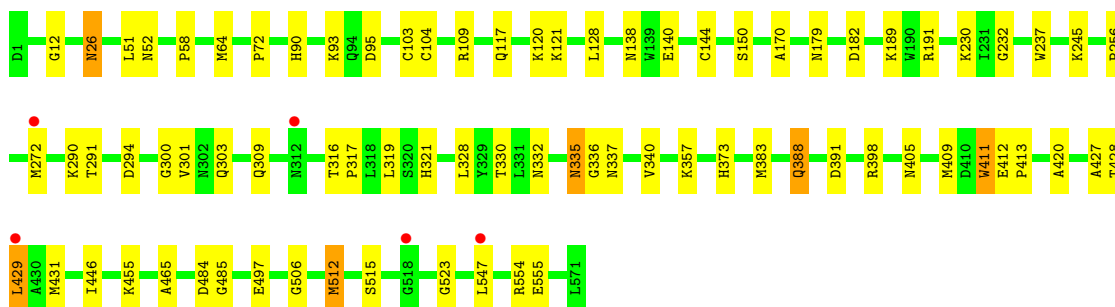 D1 G12 N26 L51 N52 P58 M64 P72 H90 K93 Q94 D95 C103 C104 R109 Q117 K120 K121 L128 N138 W139 E140 C144 S150 A170 N179 D182 K189 W190 R191 K230 I231 G232 W237 K245
M272 K290 T291 D294 G300 V301 N302 Q303 Q309 N312 T316 P317 L318 L319 S320 H321 L328 Y329 T330 L331 N332 N335 G336 N337 V340 K357 H373 M383 Q388 D391 R398 N405 M409 D410 W411 E412 P413 A420 A427
L429 A430 M431 I446 K455 A465 D484 G485 E497 G506 M512 S515 G518 G523 L547 R554 E555 L571